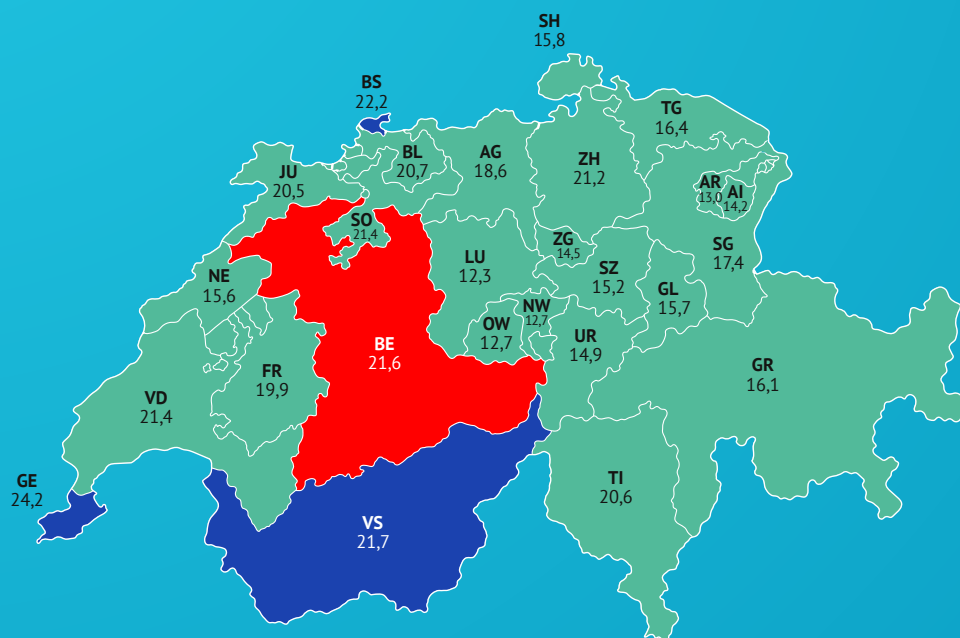 SH
15,8
BS
22,2
TG
16,4
BL
20,7
AG
18,6
ZH
21,2
JU
20,5
AR
13,0
AI
14,2
SO
21,4
ZG
14,5
SG
17,4
LU
12,3
SZ
15,2
NE
15,6
GL
15,7
NW
12,7
OW
12,7
UR
14,9
BE
21,6
FR
19,9
GR
16,1
VD
21,4
GE
24,2
TI
20,6
VS
21,7